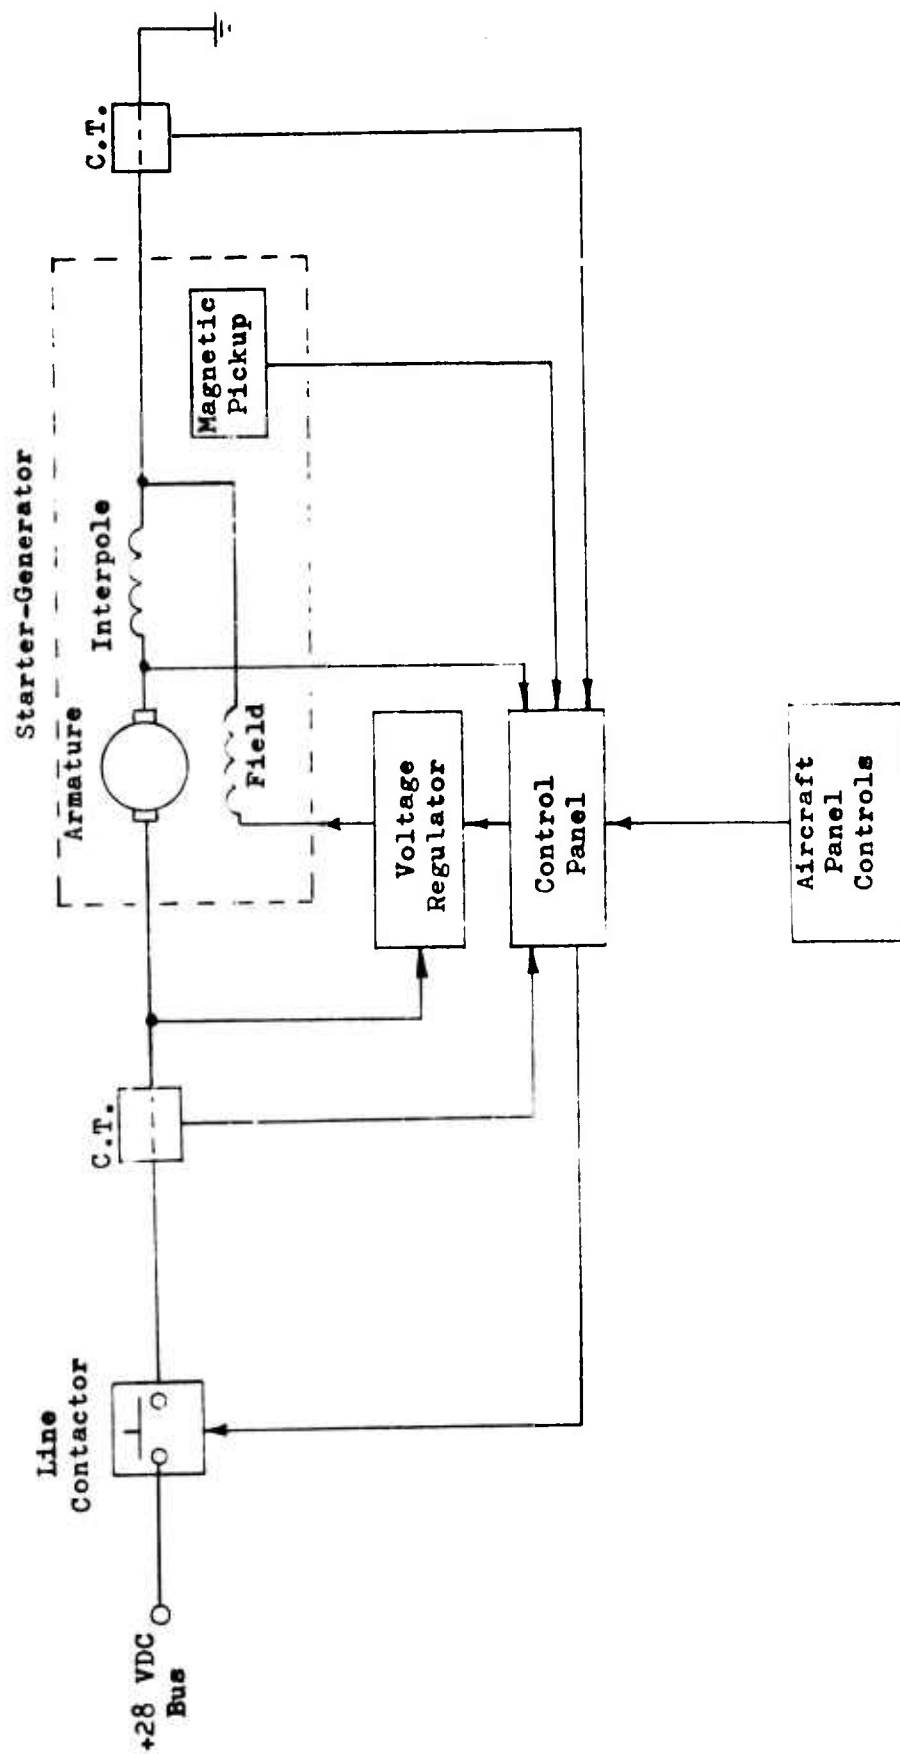 Starter-Generator
Armature
Interpole
C.T.
Magnetic
Pickup
Field
Line
Contactor
C.T.
+28 VDC
Bus
Voltage
Regulator
Control
Panel
Aircraft
Panel
Controls